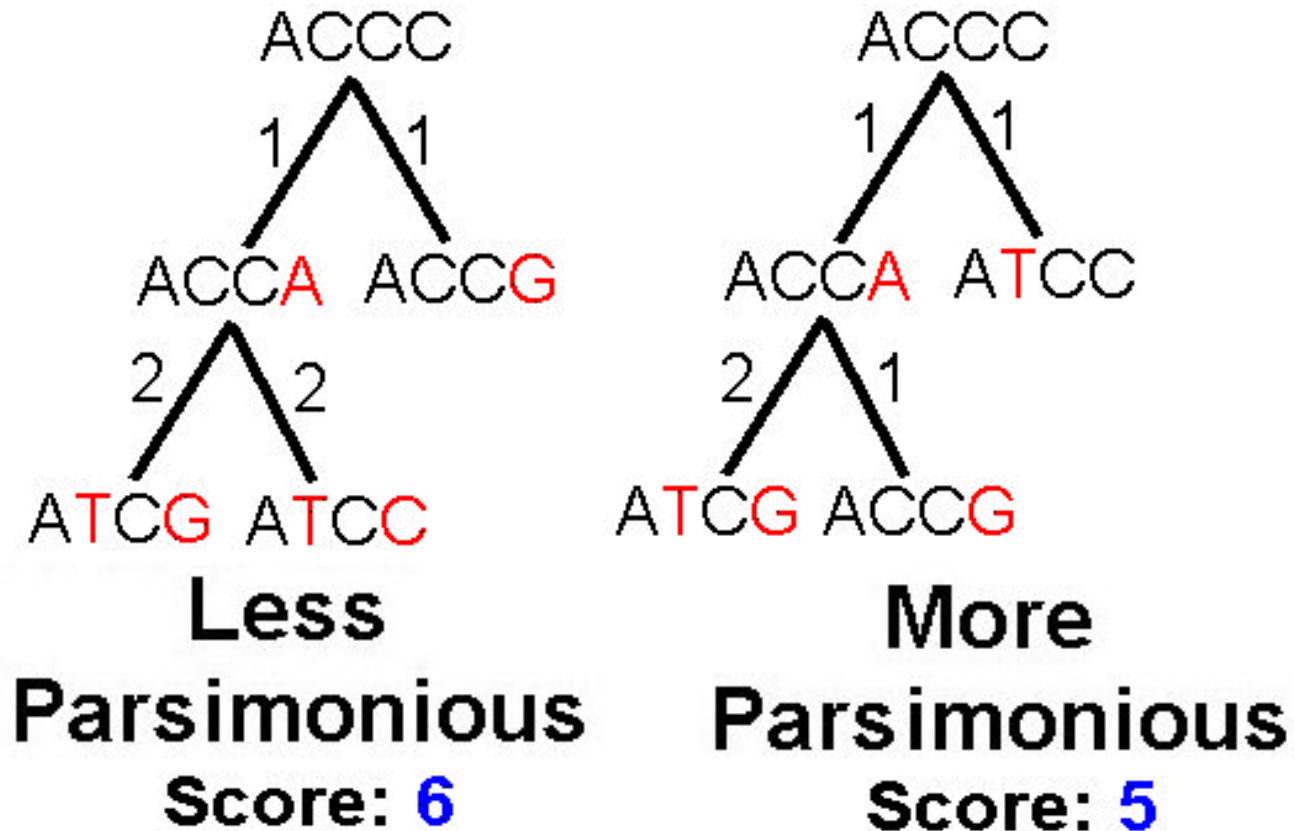 ACCC ACCC
1 1 1 1
ACCA ACCG ACCA ATCC
2 2 2 1
ATCG ATCC ATCG ACCG
Less More
Parsimonious Parsimonious
Score: 6 Score: 5